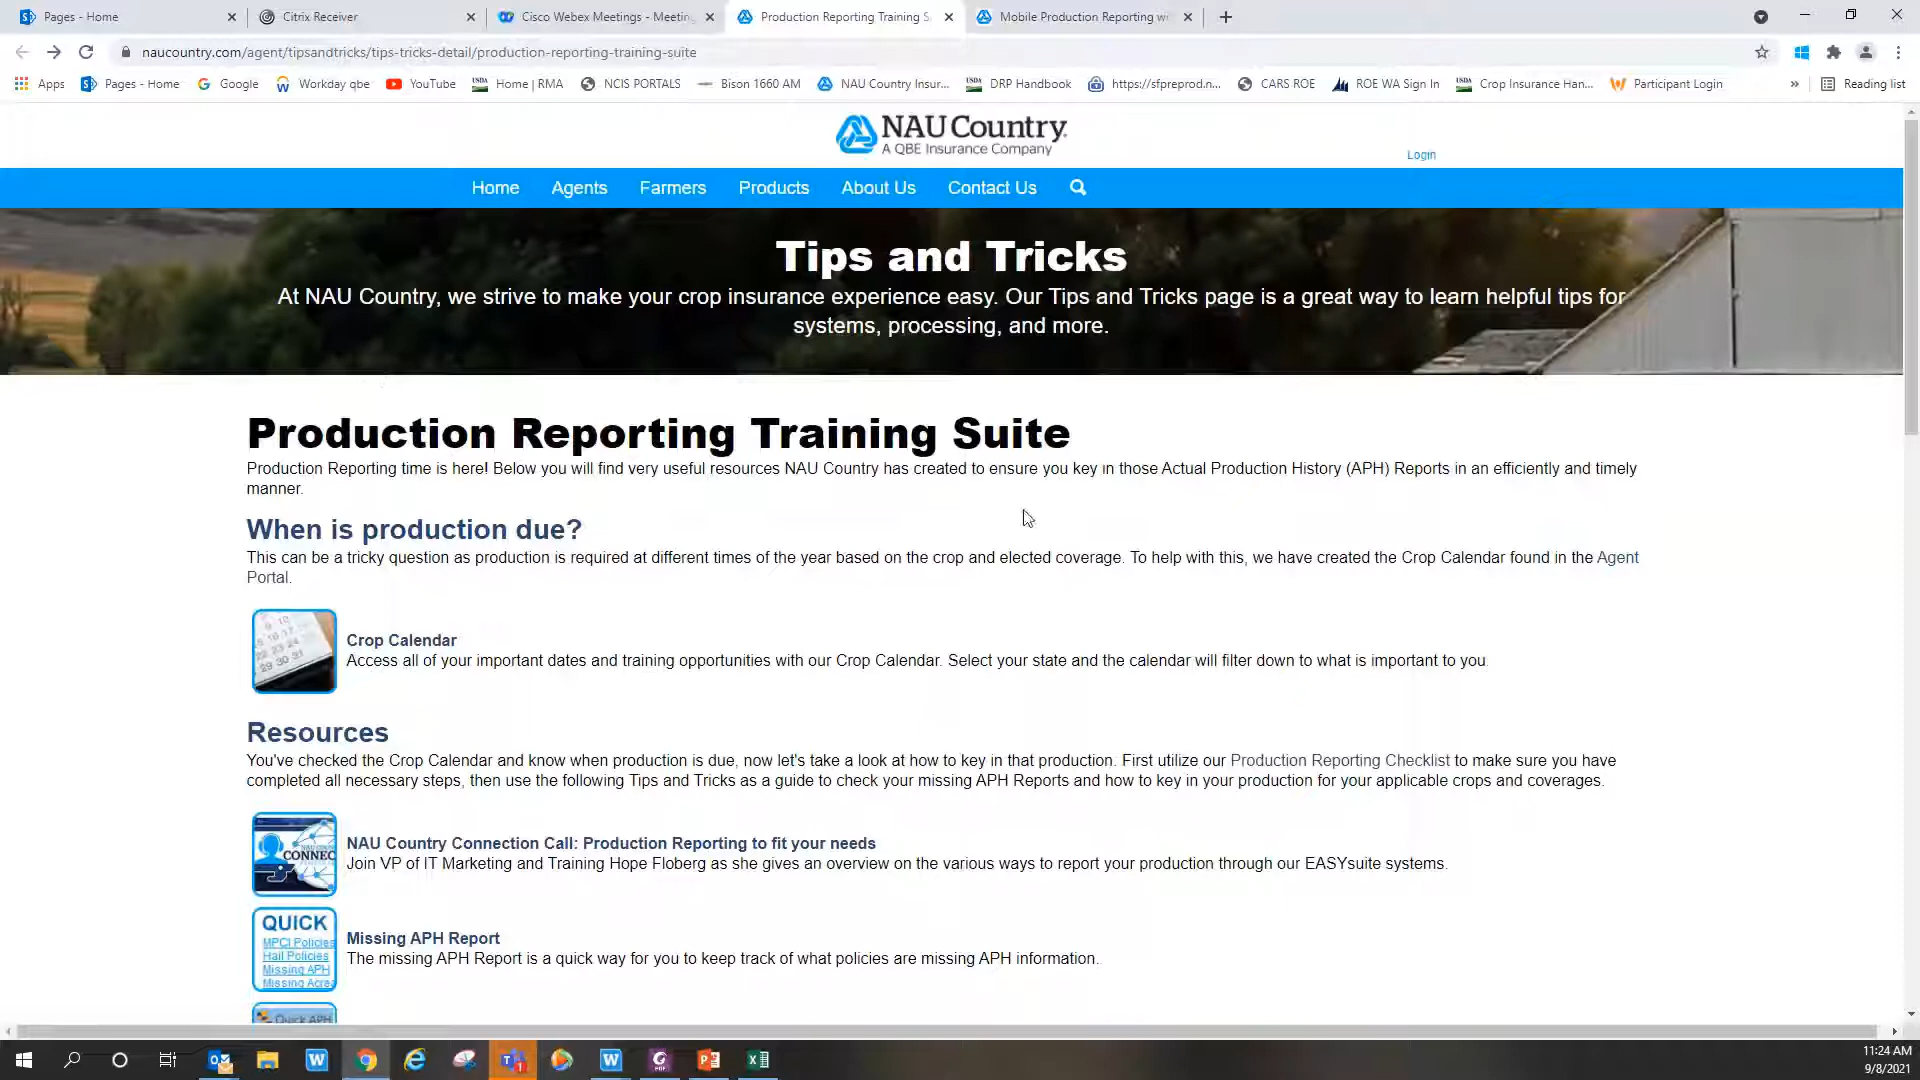 Pages - Home
Citrix Receiver
Cisco Webex Meetings - Meetin
Production Reporting Training S
Mobile Production Reporting w
naucountry.com/agent/tipsandtricks/tips-tricks-detail/production-reporting-training-suite
Apps
Pages - Home
Google
Workday qbe
YouTube
Home | RMA
NCIS PORTALS
Bison 1660 AM
NAU Country Insur...
DRP Handbook
https://sfpreprod.n...
CARS ROE
ROE WA Sign In
Crop Insurance Han...
Participant Login
»
Reading list
NAU Country.
A QBE Insurance Company
Login
Home
Agents
Farmers
Products
About Us
Contact Us
Tips and Tricks
At NAU Country, we strive to make your crop insurance experience easy. Our Tips and Tricks page is a great way to learn helpful tips for
systems, processing, and more.
Production Reporting Training Suite
Production Reporting time is here! Below you will find very useful resources NAU Country has created to ensure you key in those Actual Production History (APH) Reports in an efficiently and timely
manner.
When is production due?
This can be a tricky question as production is required at different times of the year based on the crop and elected coverage. To help with this, we have created the Crop Calendar found in the Agent
Portal.
Crop Calendar
Access all of your important dates and training opportunities with our Crop Calendar. Select your state and the calendar will filter down to what is important to you.
Resources
You've checked the Crop Calendar and know when production is due, now let's take a look at how to key in that production. First utilize our Production Reporting Checklist to make sure you have
completed all necessary steps, then use the following Tips and Tricks as a guide to check your missing APH Reports and how to key in your production for your applicable crops and coverages.
CONNEC
NAU Country Connection Call: Production Reporting to fit your needs
Join VP of IT Marketing and Training Hope Floberg as she gives an overview on the various ways to report your production through our EASYsuite systems.
QUICK
MPCI Policies
Hail Policies
Missing APH
Missing Acrea
Missing APH Report
The missing APH Report is a quick way for you to keep track of what policies are missing APH information.
Quick APH
11:24 AM
9/8/2021